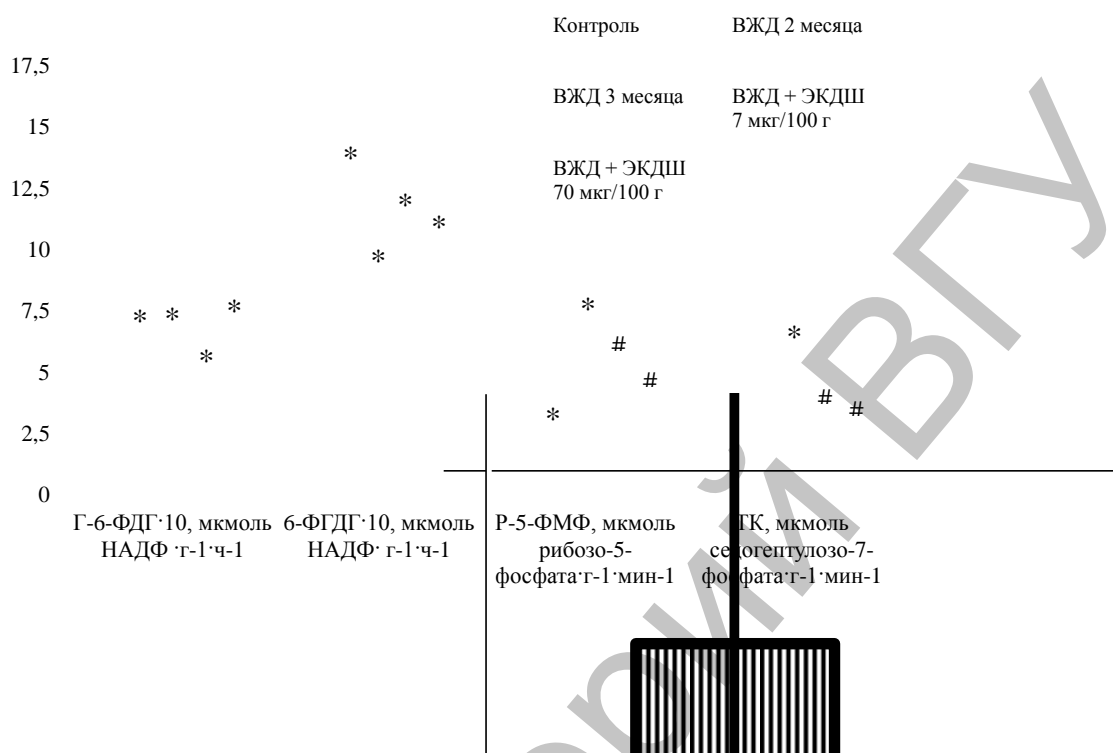 Контроль ВЖД 2 месяца
17,5
ВЖД 3 месяца ВЖД + ЭКДШ
7 мкг/100 г
15
*
ВЖД + ЭКДШ
70 мкг/100 г
12,5
*
*
10
*
7,5
* * * *
*
#
*
5
#
# #
*
2,5
0
Г-6-ФДГ·10, мкмоль
НАДФ ·г-1·ч-1
6-ФГДГ·10, мкмоль
НАДФ· г-1·ч-1
Р-5-ФМФ, мкмоль
рибозо-5-
фосфата·г-1·мин-1
ТК, мкмоль
седогептулозо-7-
фосфата·г-1·мин-1
орий ВГУ